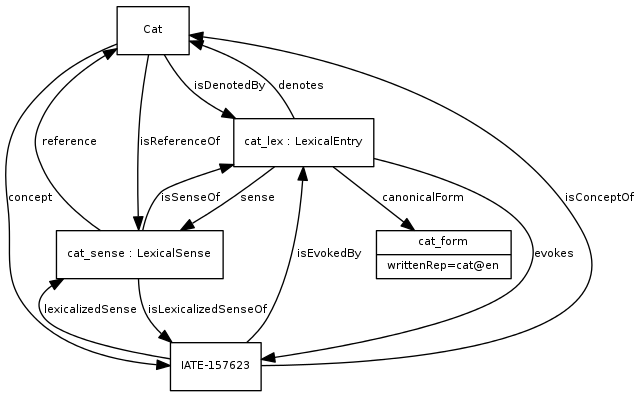 Cat
isDenotedBy
denotes
reference
isReferenceOf
cat_lex : LexicalEntry
concept
isSenseOf
sense
canonicalForm
isConceptOf
cat_sense : LexicalSense
isEvokedBy
cat_form
writtenRep=cat@en
evokes
lexicalizedSense
isLexicalizedSenseOf
IATE-157623